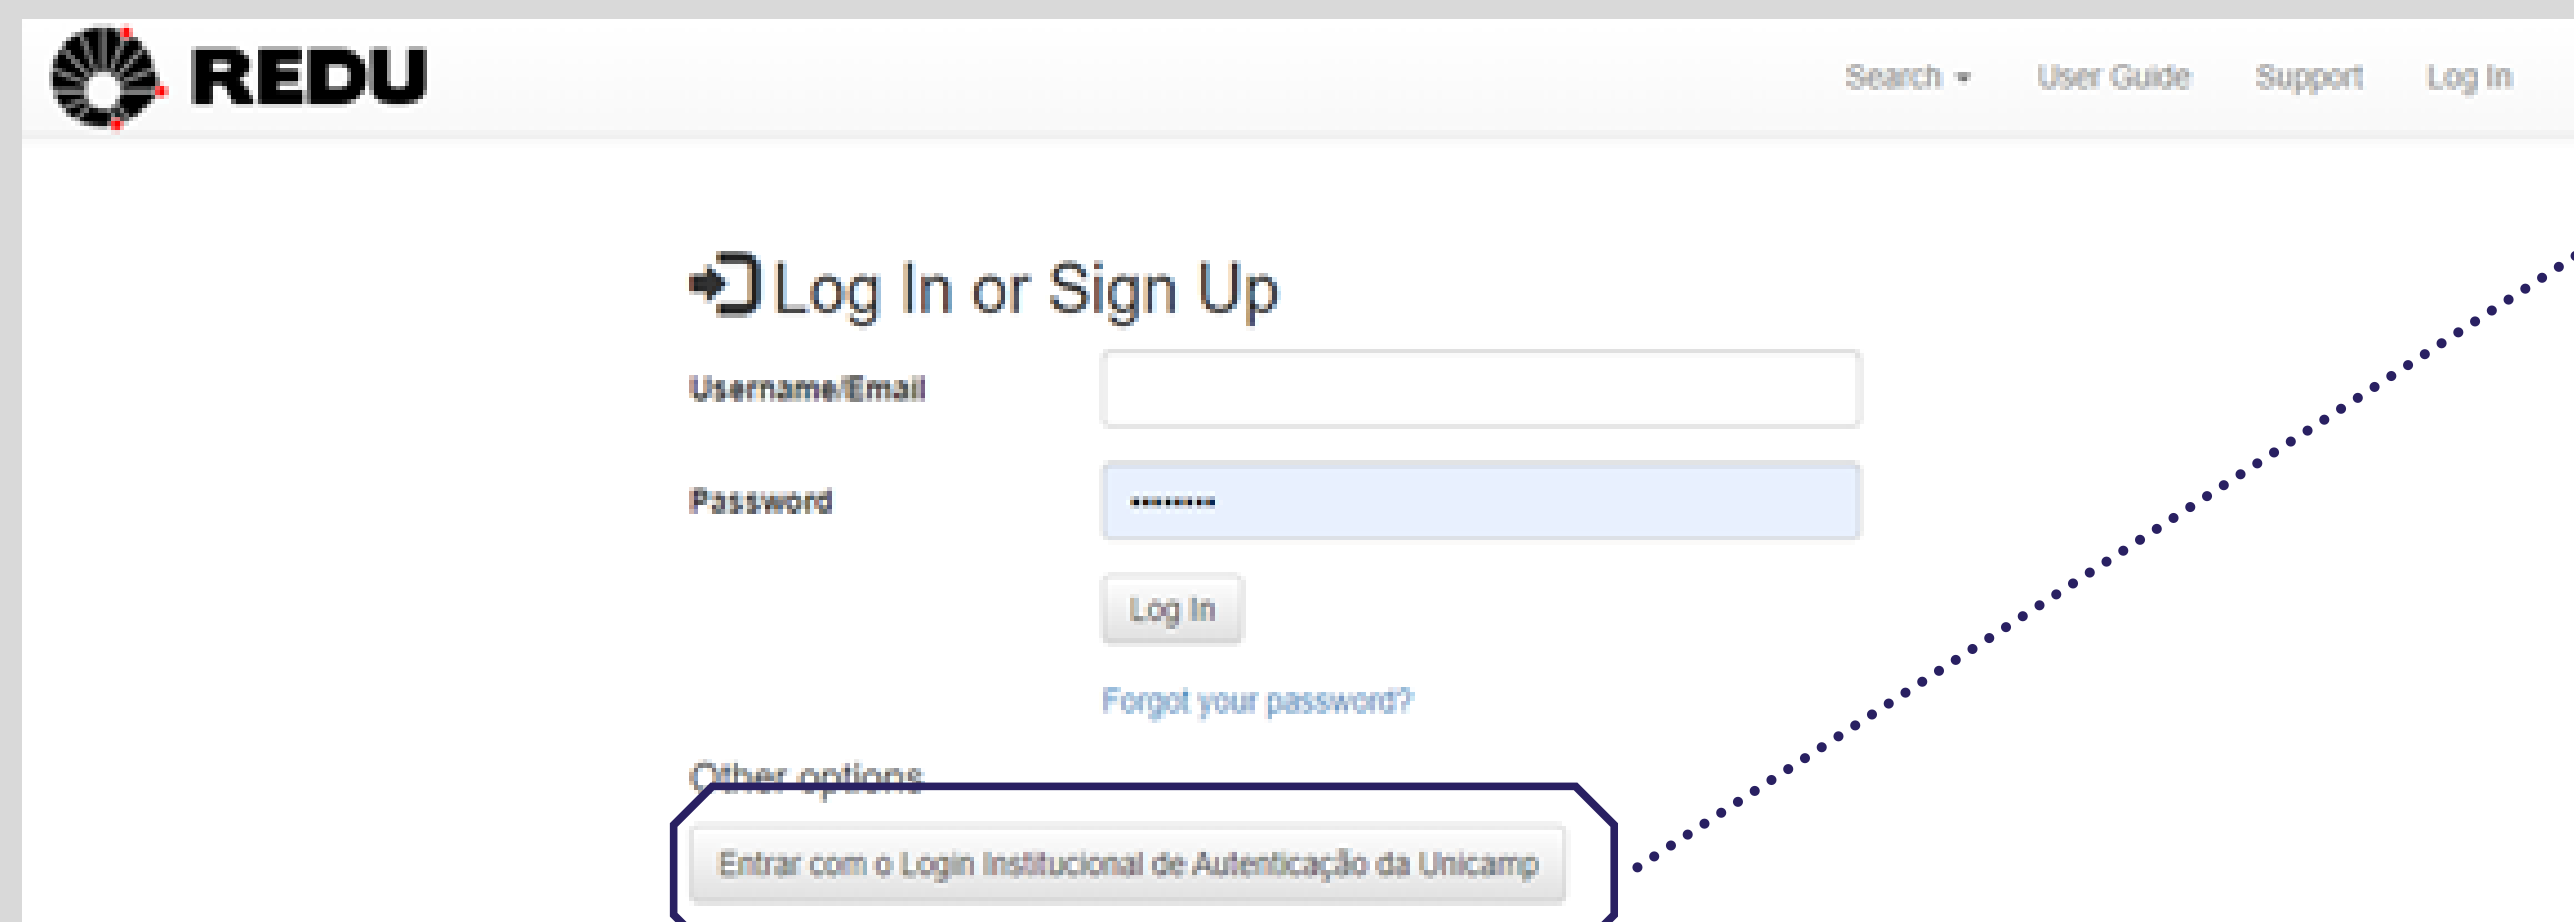 REDU
Search User Guide Support Log In
Log In or Sign Up
Username/Email
Password
Log In
Forgot your password?
Other options
Entrar com o Login Institucional de Autenticação da Unicamp